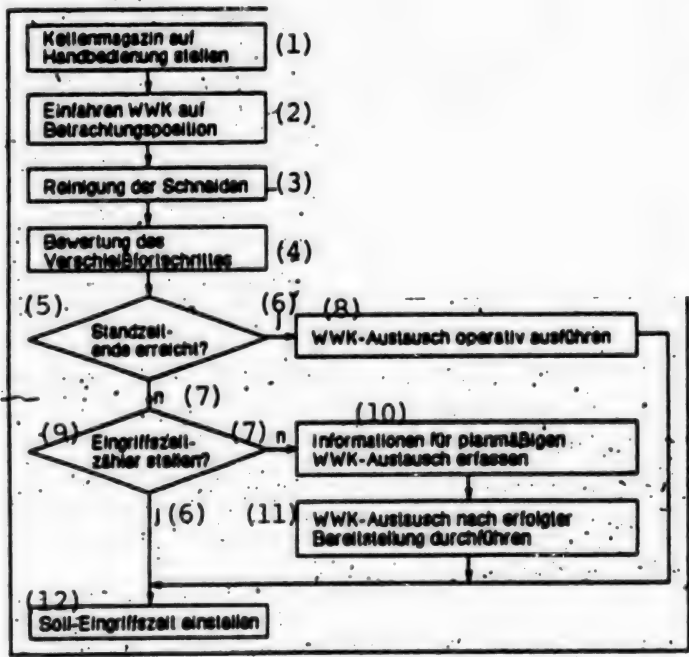 Kettenmagazin auf
Handbedienung stellen
(1)
Einfahren WWK auf
Betrachtungsposition
(2)
Reinigung der Schneiden
(3)
Bewertung des
Verschleißfortschrittes
(4)
(5)
Standzeit-
ende erreicht?
(6)
j
(8)
WWK-Austausch operativ ausführen
n
(7)
(9)
Eingriffszeit-
zähler stellen?
(7)
n
(10)
Informationen für planmäßigen
WWK-Austausch erfassen
j
(6)
(11)
WWK-Austausch nach erfolgter
Bereitstellung durchführen
(12)
Soll-Eingriffszeit einstellen